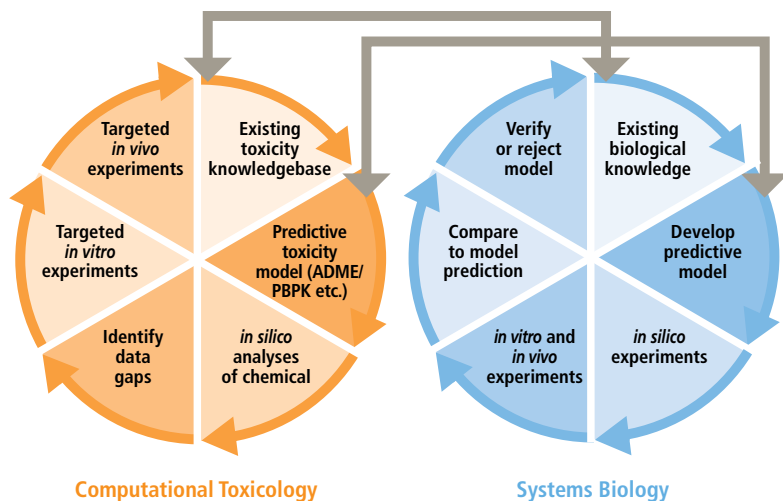 Targeted
in vivo
experiments
Existing
toxicity
knowledgebase
Predictive
toxicity
model (ADME/
PBPK etc.)
in silico
analyses
of chemical
Identify
data
gaps
Targeted
in vitro
experiments
Computational Toxicology
Verify
or reject
model
Existing
biological
knowledge
Develop
predictive
model
in silico
experiments
in vitro and
in vivo
experiments
Compare
to model
prediction
Systems Biology